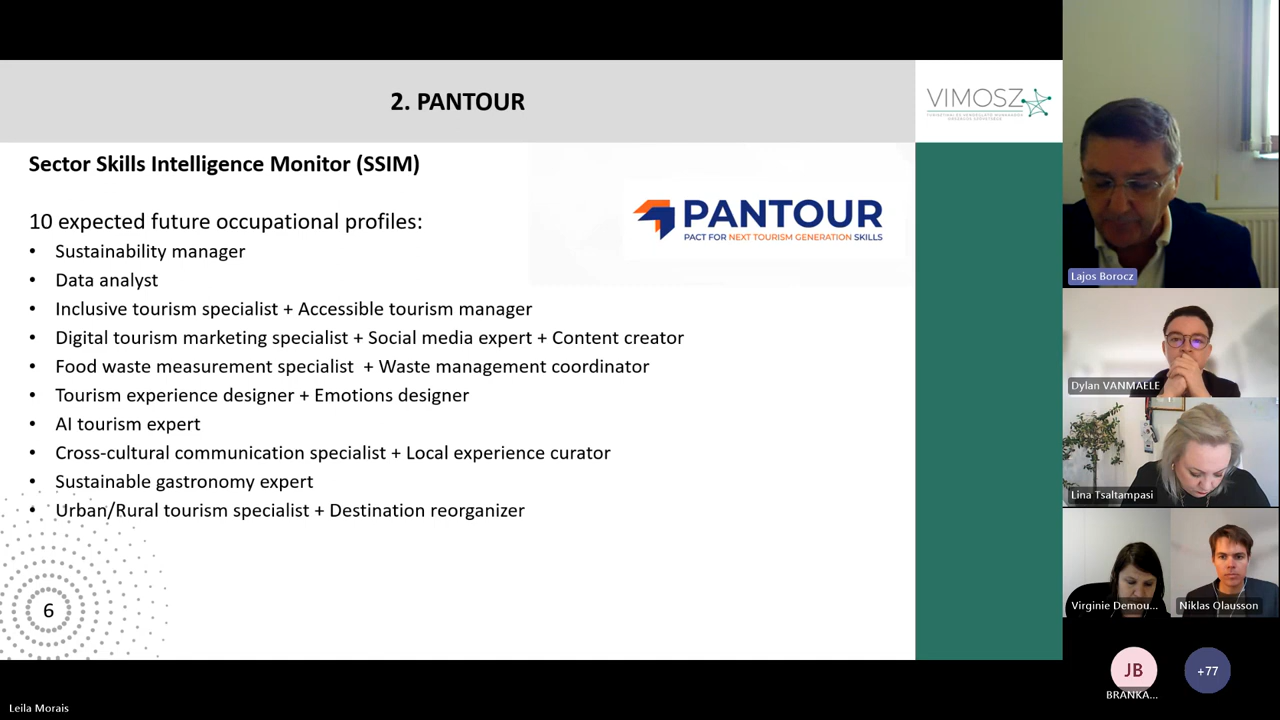 2. PANTOUR
VIMOSZ
Sector Skills Intelligence Monitor (SSIM)
PANTOUR
PACT FOR NEXT TOURISM GENERATION SKILLS
10 expected future occupational profiles:
• Sustainability manager
• Data analyst
• Inclusive tourism specialist + Accessible tourism manager
• Digital tourism marketing specialist + Social media expert + Content creator
• Food waste measurement specialist + Waste management coordinator
• Tourism experience designer + Emotions designer
• AI tourism expert
• Cross-cultural communication specialist + Local experience curator
• Sustainable gastronomy expert
• Urban/Rural tourism specialist + Destination reorganizer
6
Lajos Borocz
Dylan VANMAELE
Lina Tsaltampasi
Virginie Demou...
Niklas Olausson
JB
BRANKA...
+77
Leila Morais